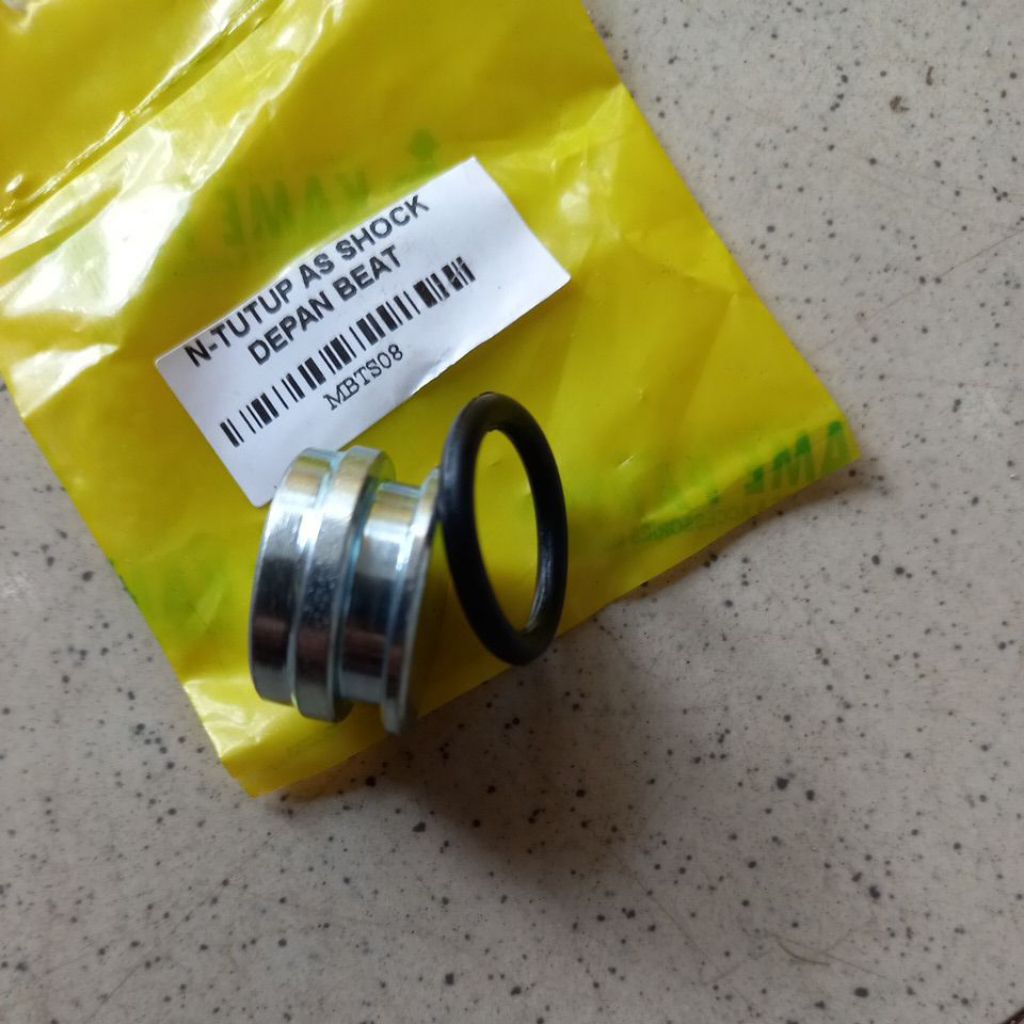 N-TUTUP AS SHOCK
DEPAN BEAT
MBTS08